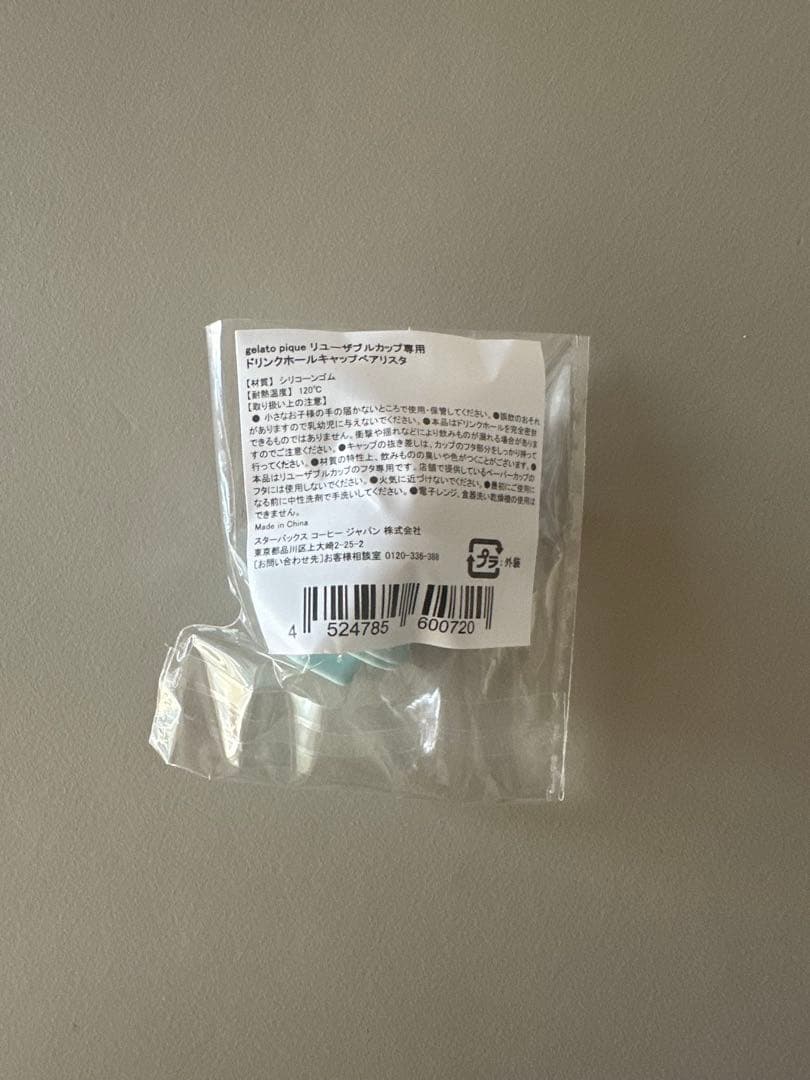 gelato pique リユーザブルカップ専用
ドリンクホールキャップベアリスタ
【材質】 シリコーンゴム
【耐熱温度】 120℃
【取り扱い上の注意】
● 小さなお子様の手の届かないところで使用・保管してください。●誤飲のおそれ
がありますので乳幼児に与えないでください。●本品はドリンクホールを完全密封
できるものではありません。衝撃や揺れなどにより飲みものが漏れる場合がありま
すのでご注意ください。●キャップの抜き差しは、カップのフタ部分をしっかり持って
行ってください。●材質の特性上、飲みものの臭いや色がつくことがございます。●
本品はリユーザブルカップのフタ専用です。店舗で提供しているペーパーカップの
フタには使用しないでください。●火気に近づけないでください。●最初にご使用に
なる前に中性洗剤で手洗いしてください。●電子レンジ、食器洗い乾燥機の使用は
できません。
Made in China
スターバックス コーヒー ジャパン 株式会社
東京都品川区上大崎2-25-2
[お問い合わせ先]お客様相談室 0120-336-388
プラ :外装
4 524785 600720